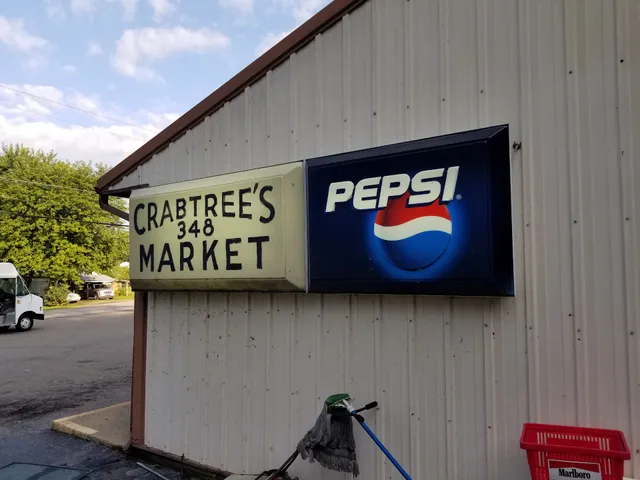 CRABTREE'S
348
MARKET
PEPSI
Marlboro